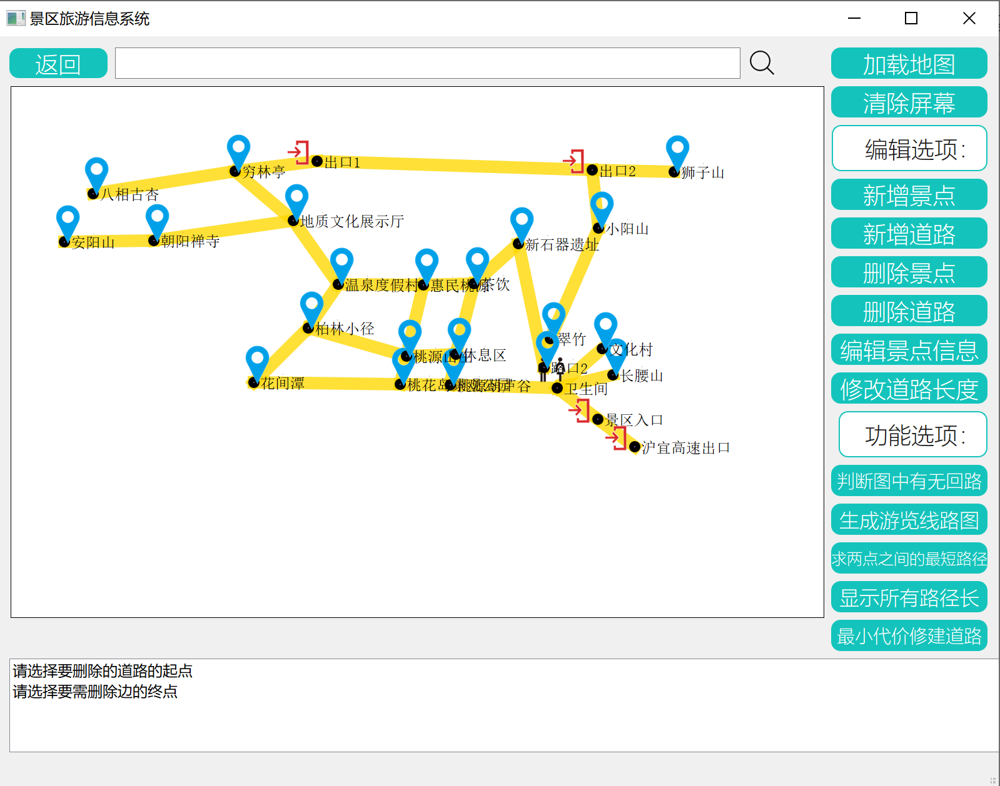 景区旅游信息系统
返回
加载地图
清除屏幕
编辑选项：
新增景点
新增道路
删除景点
删除道路
编辑景点信息
修改道路长度
功能选项：
判断图中有无回路
生成游览线路图
求两点之间的最短路径
显示所有路径长
最小代价修建道路
出口1
出口2
穷林亭
狮子山
八相古杏
地质文化展示厅
小阳山
安阳山
朝阳禅寺
新石器遗址
温泉度假村
惠民桃源
茶饮
柏林小径
翠竹
文化村
桃源山庄
休息区
路口2
长腰山
花间潭
桃花岛
卫生间
景区入口
沪宜高速出口
请选择要删除的道路的起点
请选择要需删除边的终点